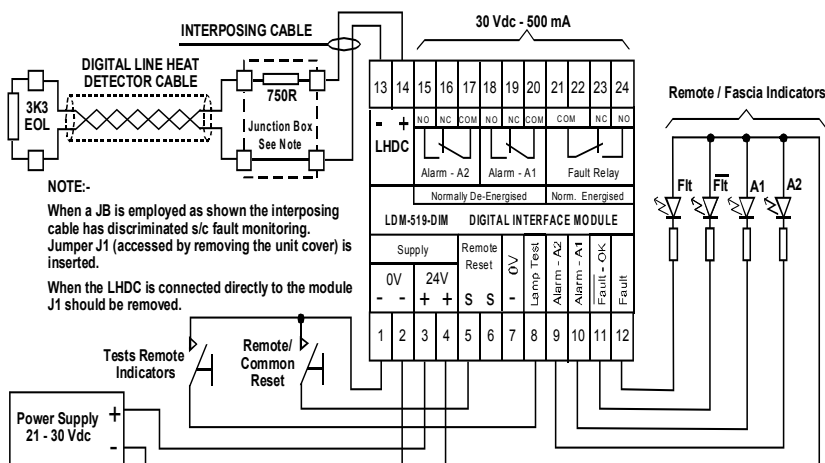 30 Vdc - 500 mA
INTERPOSING CABLE
DIGITAL LINE HEAT
DETECTOR CABLE
3K3
EOL
750R
Junction Box
See Note
13 14 15 16 17 18 19 20 21 22 23 24
- +
LHDC
NO NC COM NO NC COM COM NC NO
Alarm - A2 Alarm - A1 Fault Relay
Normally De-Energised Norm. Energised
LDM-519-DIM DIGITAL INTERFACE MODULE
Supply
0V 24V
- - + +
Remote
Reset
S S
0V
-
Lamp Test
Alarm - A2
Alarm - A1
Fault - OK
Fault
1 2 3 4 5 6 7 8 9 10 11 12
Remote / Fascia Indicators
Flt Flt A1 A2
NOTE:-
When a JB is employed as shown the interposing
cable has discriminated s/c fault monitoring.
Jumper J1 (accessed by removing the unit cover) is
inserted.
When the LHDC is connected directly to the module
J1 should be removed.
Tests Remote
Indicators
Remote/
Common
Reset
Power Supply
21 - 30 Vdc
+
-